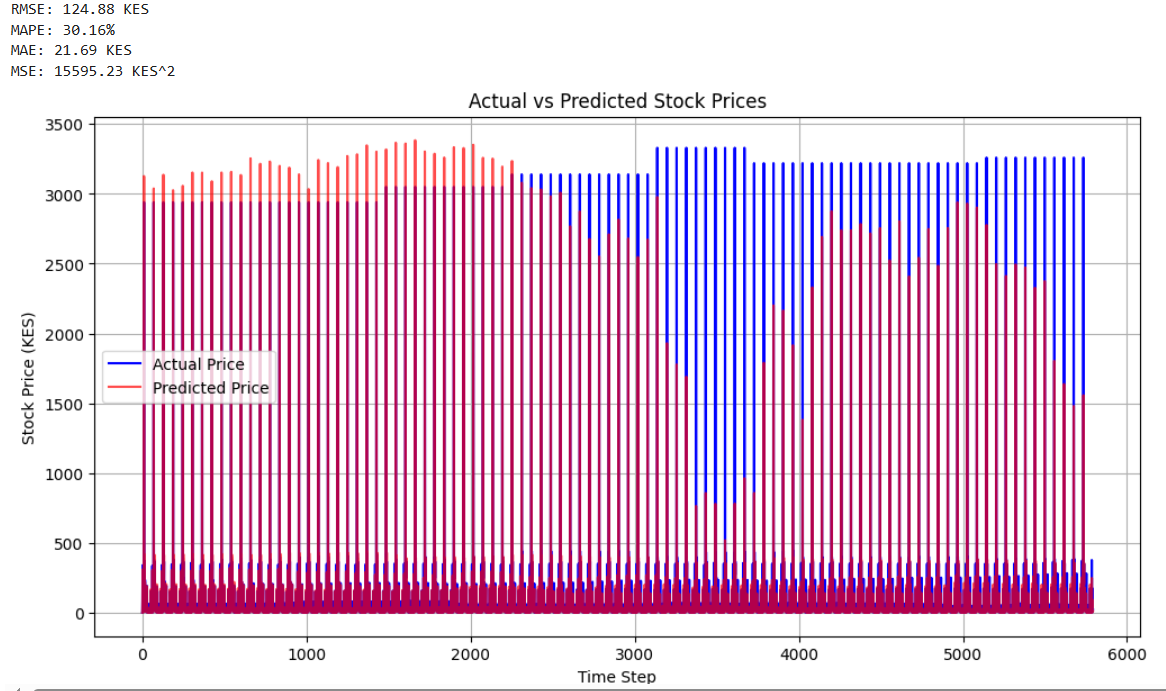 RMSE: 124.88 KES
MAPE: 30.16%
MAE: 21.69 KES
MSE: 15595.23 KES^2
Actual vs Predicted Stock Prices
3500
3000
2500
2000
1500
1000
500
0
Stock Price (KES)
Actual Price
Predicted Price
0 1000 2000 3000 4000 5000 6000
Time Step